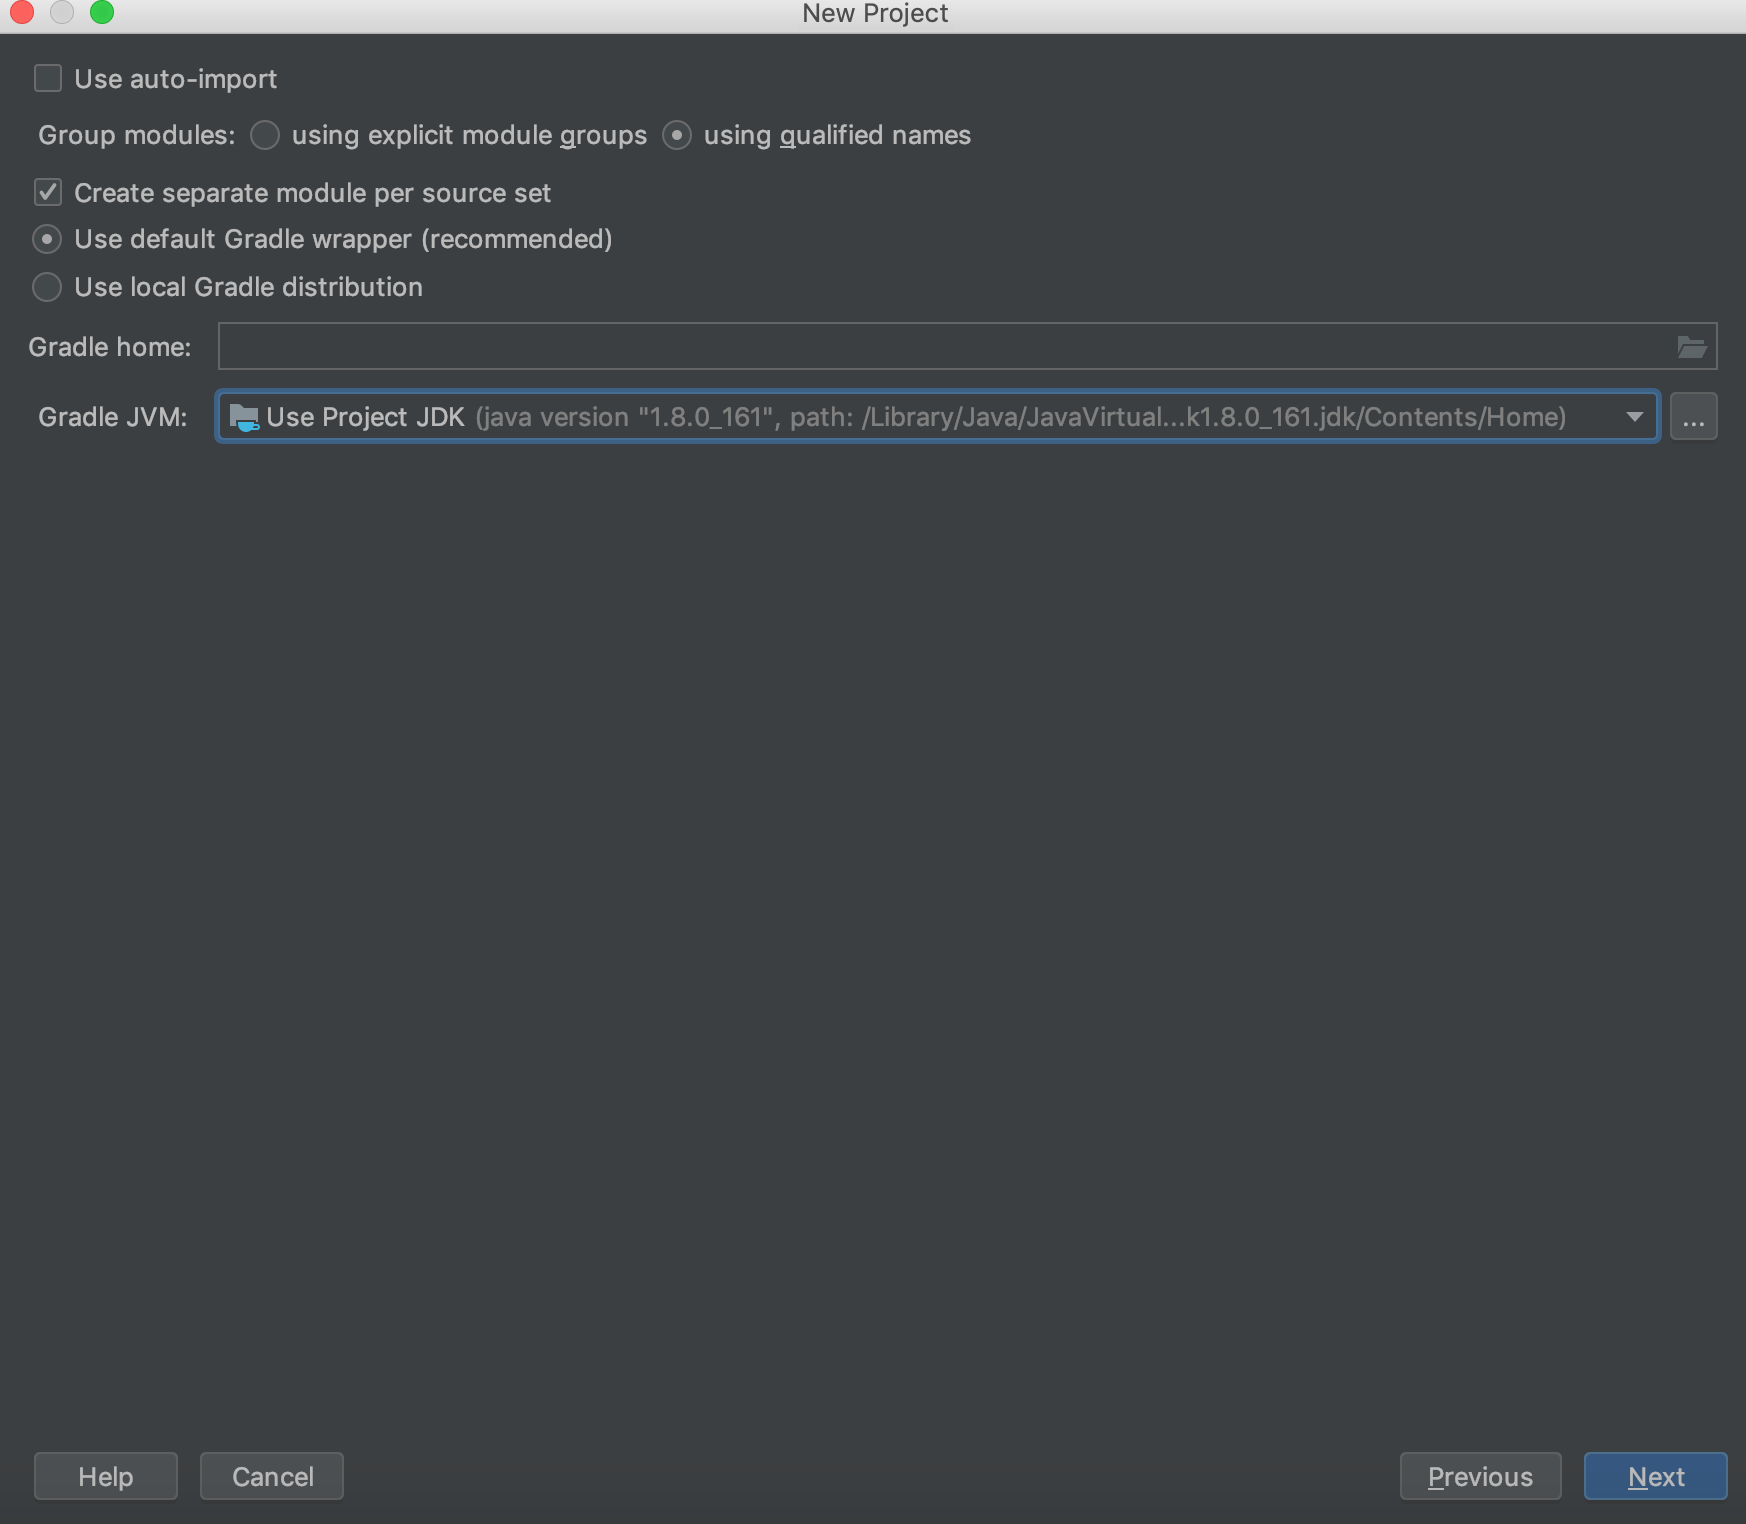 New Project
Use auto-import
Group modules: using explicit module groups using qualified names
Create separate module per source set
Use default Gradle wrapper (recommended)
Use local Gradle distribution
Gradle home:
Gradle JVM: Use Project JDK (java version "1.8.0_161", path: /Library/Java/JavaVirtual...k1.8.0_161.jdk/Contents/Home) ...
Help Cancel Previous Next